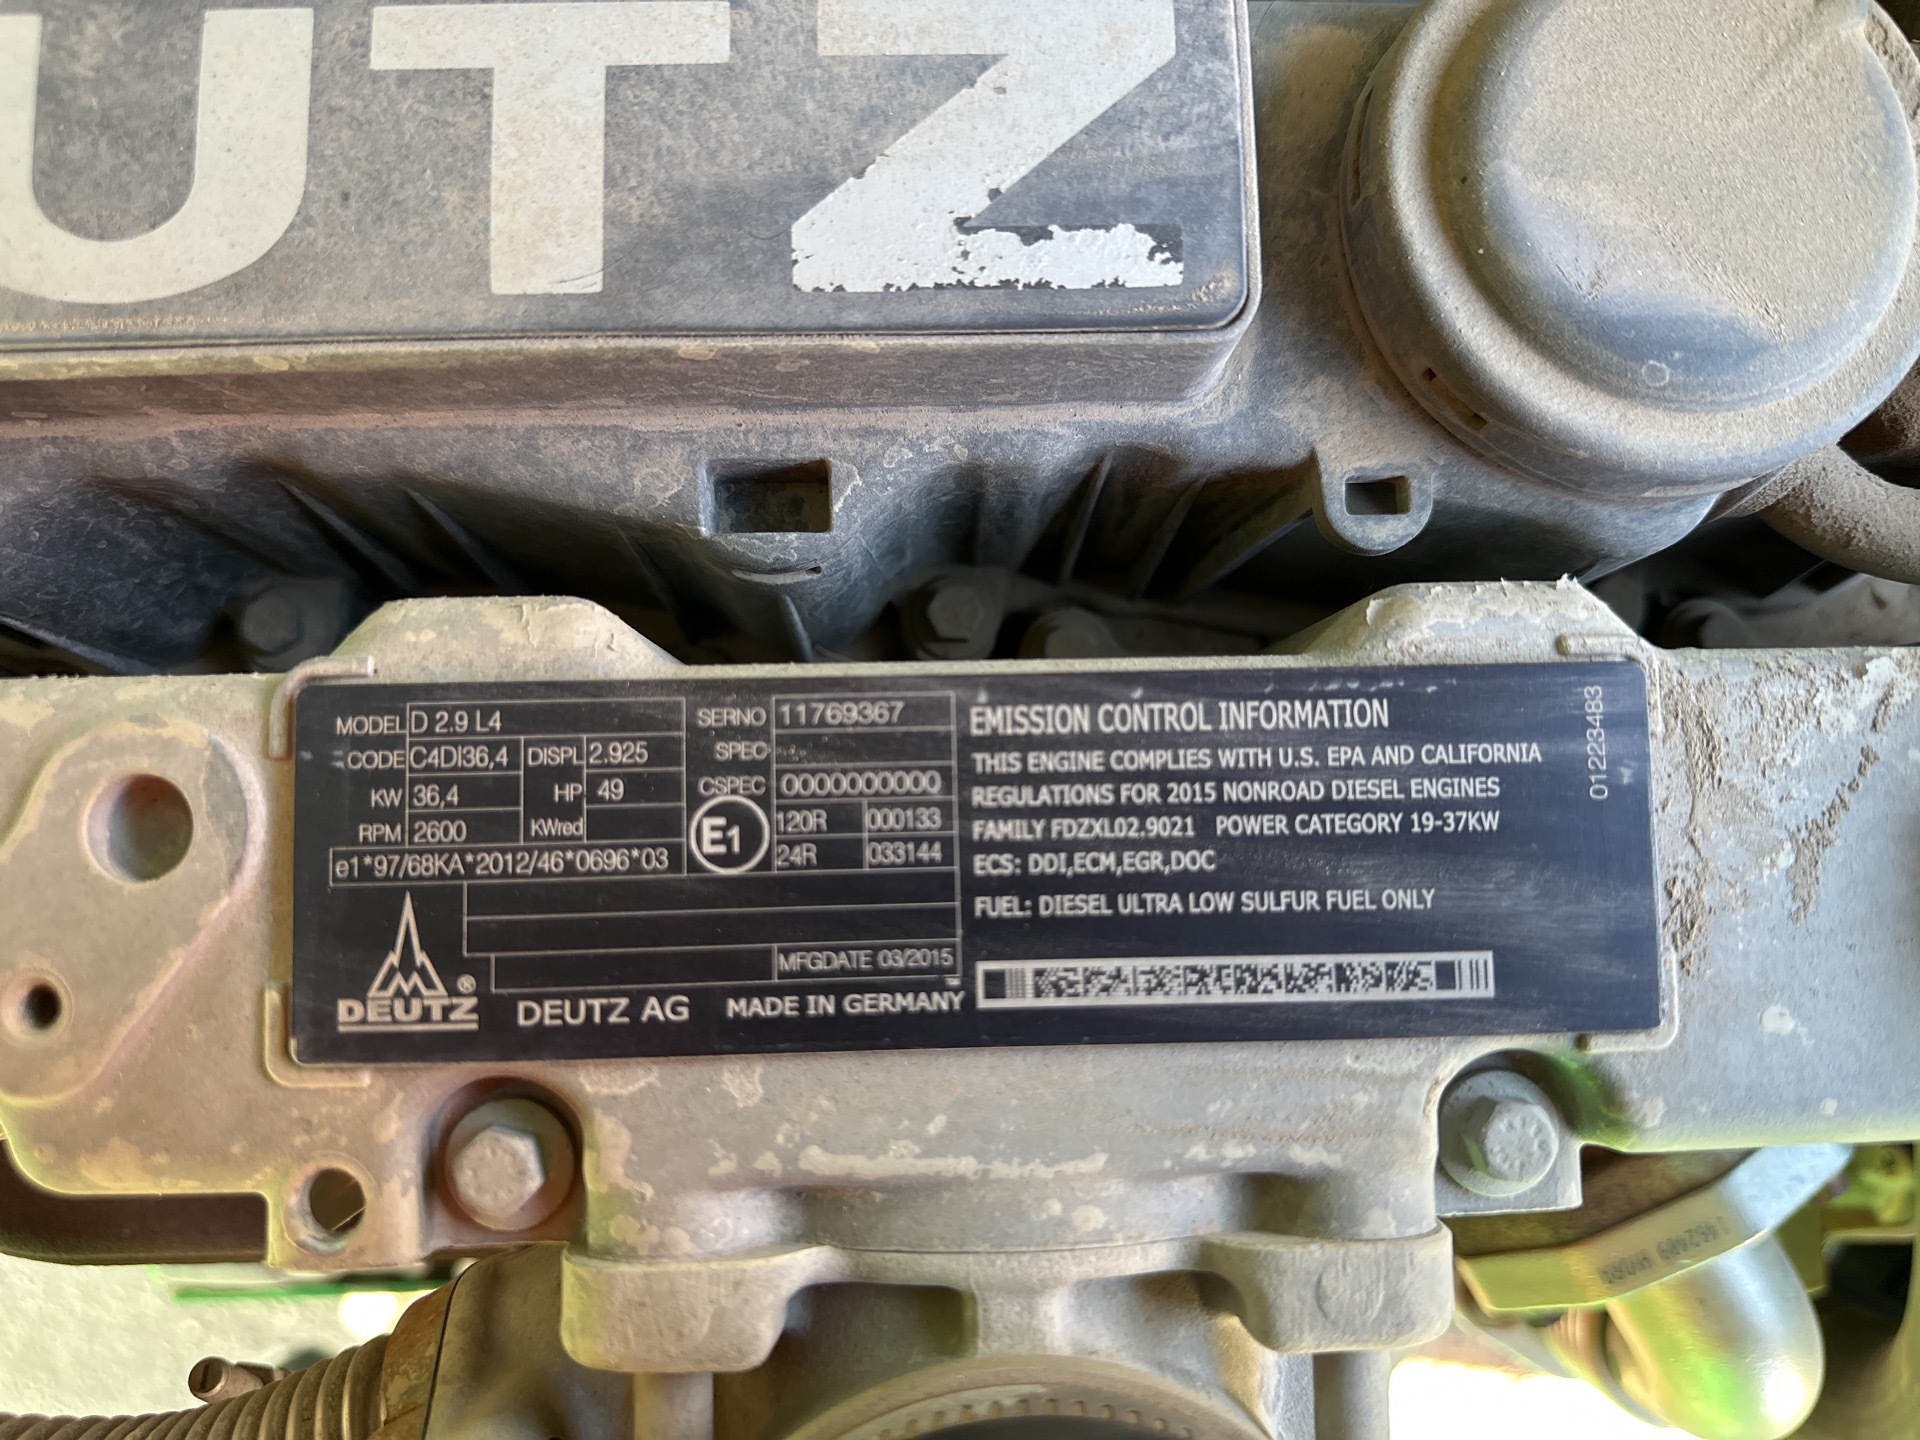 UTZ
MODEL D 2.9 L4
CODE C4DI36,4 DISPL 2.925
KW 36,4 HP 49
RPM 2600 KWred
e1*97/68KA*2012/46*0696*03
SERNO 11769367
SPEC
CSPEC 0000000000
E1 120R 000133
24R 033144
MFGDATE 03/2015
DEUTZ ®
DEUTZ AG MADE IN GERMANY
EMISSION CONTROL INFORMATION
THIS ENGINE COMPLIES WITH U.S. EPA AND CALIFORNIA
REGULATIONS FOR 2015 NONROAD DIESEL ENGINES
FAMILY FDZXL02.9021 POWER CATEGORY 19-37KW
ECS: DDI,ECM,EGR,DOC
FUEL: DIESEL ULTRA LOW SULFUR FUEL ONLY
01223483